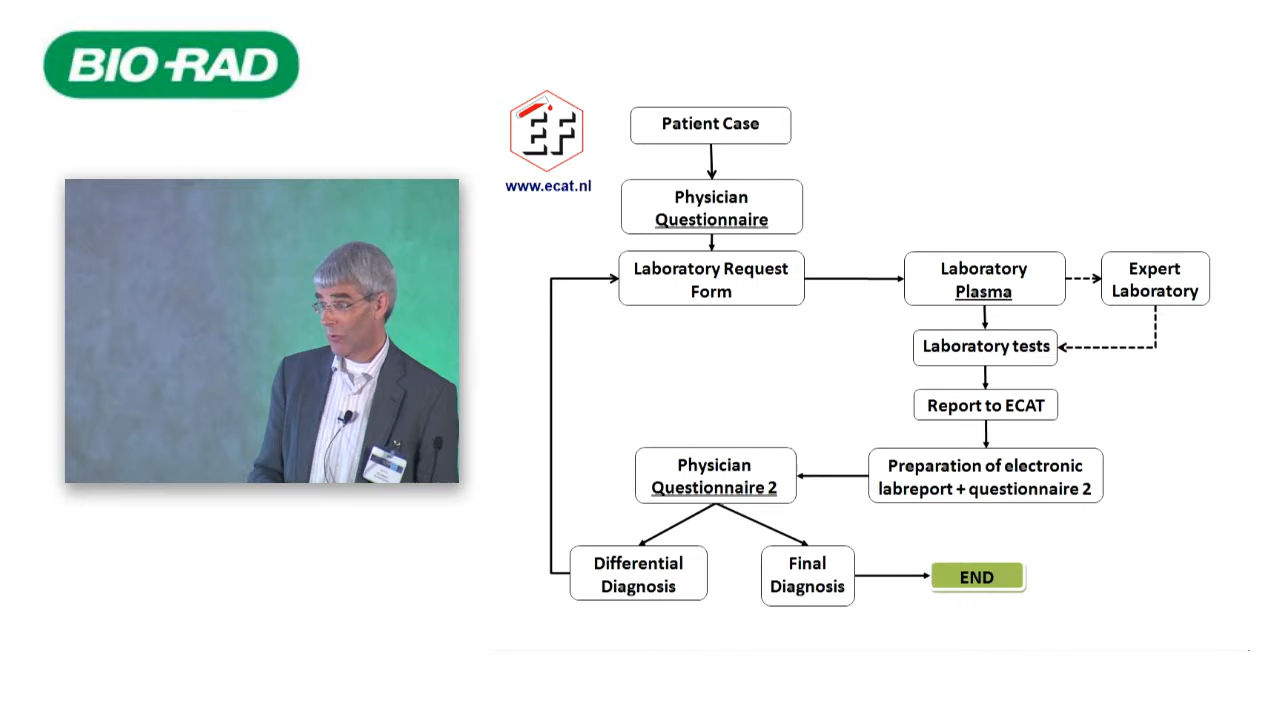 BIO-RAD
EF
www.ecat.nl
Patient Case
Physician
Questionnaire
Laboratory Request
Form
Laboratory
Plasma
Expert
Laboratory
Laboratory tests
Report to ECAT
Preparation of electronic
labreport + questionnaire 2
Physician
Questionnaire 2
Differential
Diagnosis
Final
Diagnosis
END